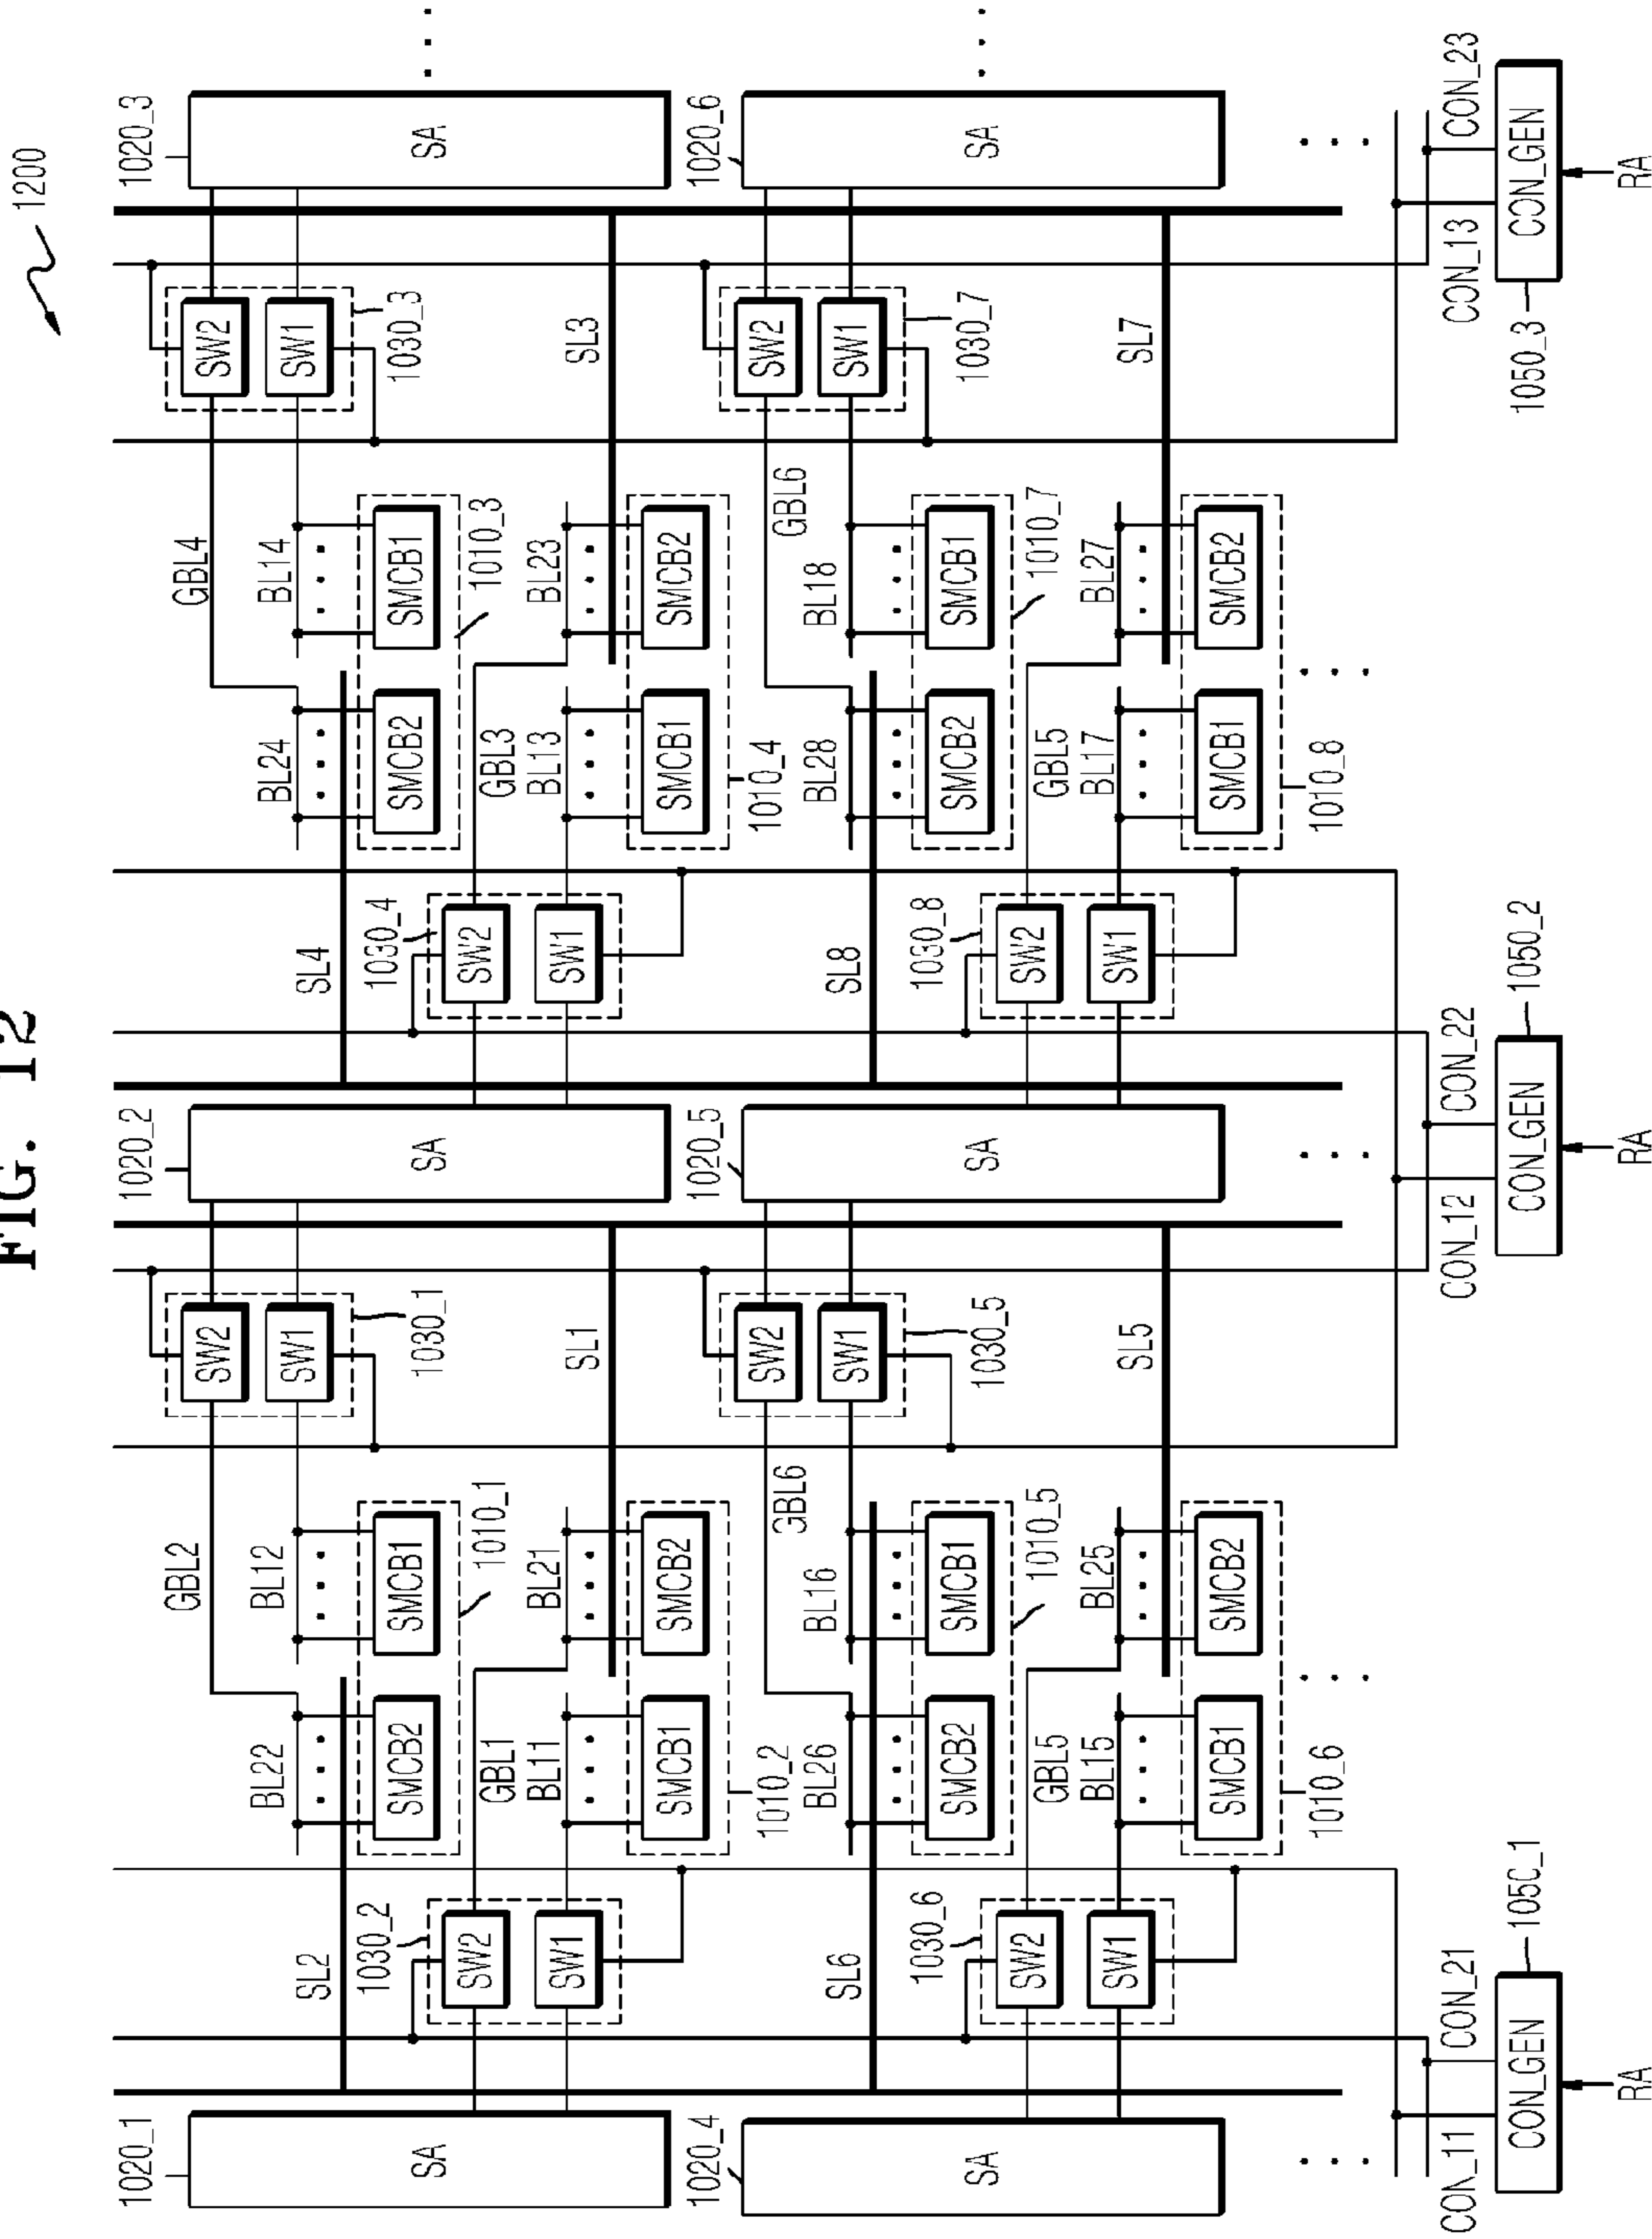 FIG. 12
1200
1020_1
1020_2
1020_3
GBL2
GBL4
SW2
SW2
BL22
BL12
BL24
BL14
SW1
SW1
SL2
SL4
1030_2
1030_4
SMCB2
SMCB1
1030_1
SMCB2
SMCB1
1030_3
SA
SA
SA
SW2
1010_1
SW2
1010_3
GBL1
GBL3
BL11
BL21
BL13
BL23
SW1
SL1
SW1
SL3
SMCB1
SMCB2
SMCB1
SMCB2
1020_4
1020_5
1020_6
1010_2
1010_4
SW2
SW2
GBL6
GBL6
BL26
BL16
BL28
BL18
SL6
SW1
SL8
SW1
1030_6
1030_8
SMCB2
SMCB1
SMCB2
SMCB1
SA
SA
SA
1030_5
1030_7
SW2
1010_5
SW2
1010_7
GBL5
GBL5
BL15
BL25
BL17
BL27
SW1
SL5
SW1
SL7
SMCB1
SMCB2
SMCB1
SMCB2
1010_6
1010_8
CON_11
CON_21
CON_12
CON_22
CON_13
CON_23
CON_GEN
105C_1
CON_GEN
1050_2
1050_3
CON_GEN
RA
RA
RA